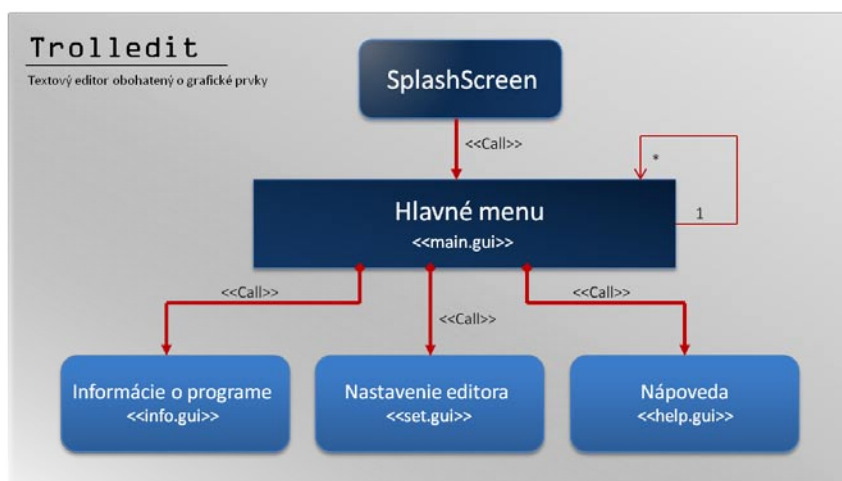 Trolledit
Textový editor obohatený o grafické prvky
SplashScreen
<<Call>>
*
1
Hlavné menu
<<main.gui>>
<<Call>>
<<Call>>
<<Call>>
Informácie o programe
<<info.gui>>
Nastavenie editora
<<set.gui>>
Nápoveda
<<help.gui>>